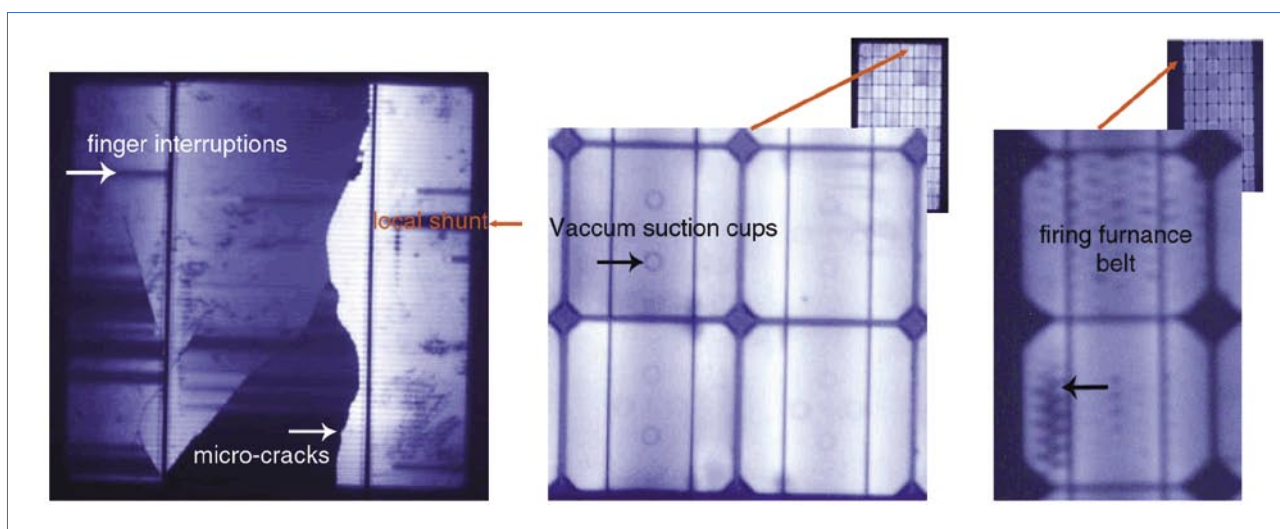 finger interruptions
local shunt
micro-cracks
Vaccum suction cups
firing furnance
belt